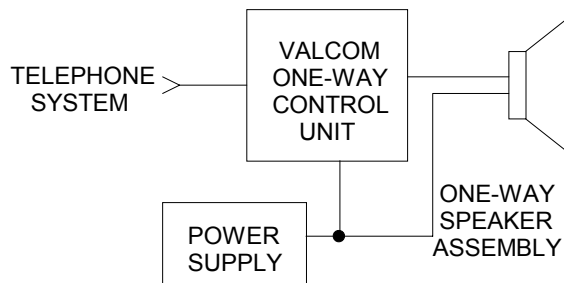 TELEPHONE
SYSTEM
VALCOM
ONE-WAY
CONTROL
UNIT
POWER
SUPPLY
ONE-WAY
SPEAKER
ASSEMBLY